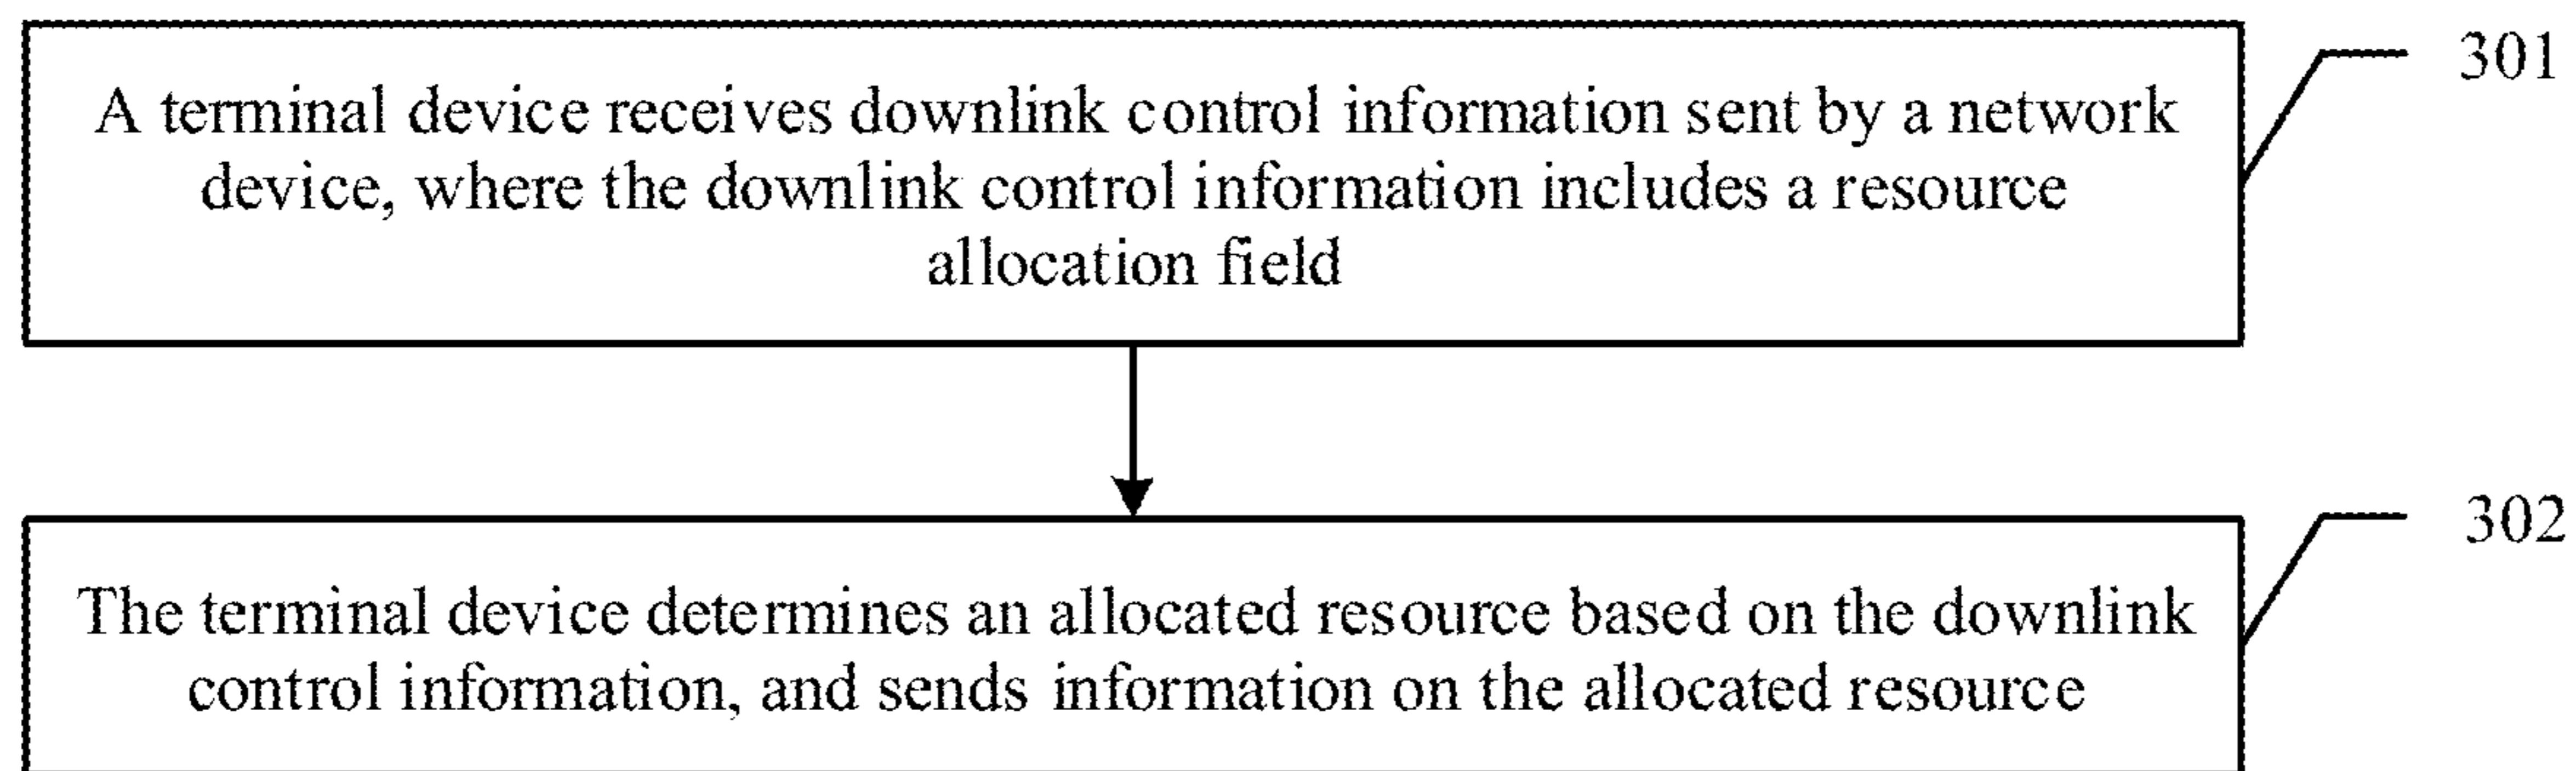 A terminal device receives downlink control information sent by a network
device, where the downlink control information includes a resource
allocation field
301
The terminal device determines an allocated resource based on the downlink
control information, and sends information on the allocated resource
302